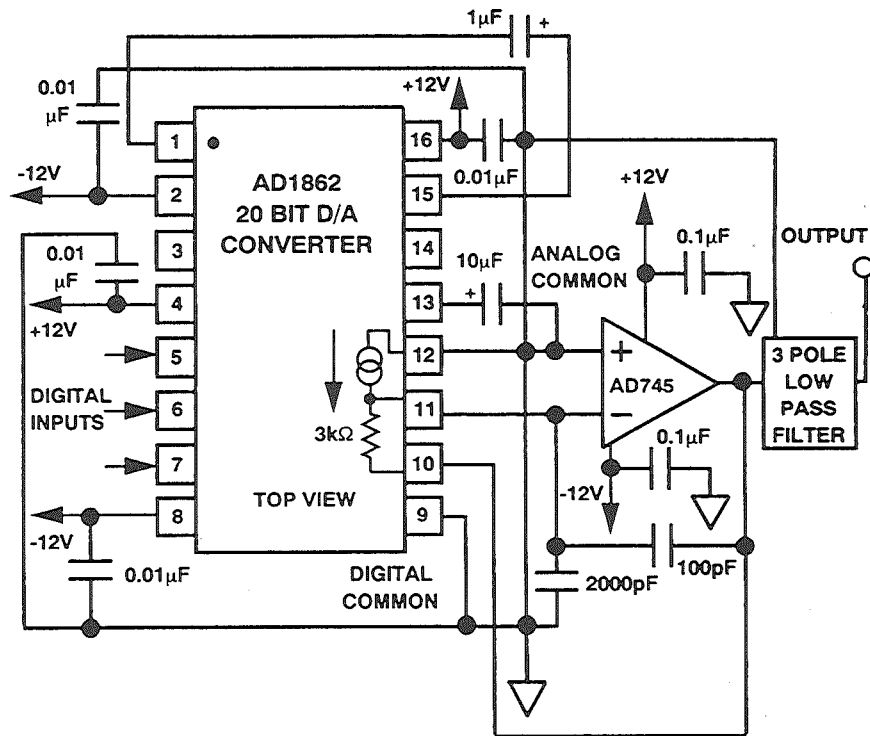 1μF
+
0.01
μF
+12V
0.01μF
-12V
1
2
3
4
5
6
7
8
16
15
14
13
12
11
10
9
AD1862
20 BIT D/A
CONVERTER
0.01
μF
+12V
DIGITAL
INPUTS
-12V
0.01μF
3kΩ
TOP VIEW
DIGITAL
COMMON
10μF
+
ANALOG
COMMON
+12V
0.1μF
OUTPUT
+
AD745
−
3 POLE
LOW
PASS
FILTER
0.1μF
-12V
2000pF
100pF